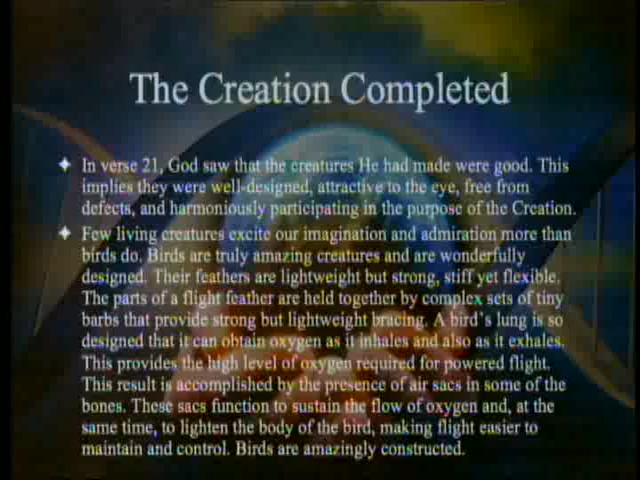 The Creation Completed
In verse 21, God saw that the creatures He had made were good. This
implies they were well-designed, attractive to the eye, free from
defects, and harmoniously participating in the purpose of the Creation.
Few living creatures excite our imagination and admiration more than
birds do. Birds are truly amazing creatures and are wonderfully
designed. Their feathers are lightweight but strong, stiff yet flexible.
The parts of a flight feather are held together by complex sets of tiny
barbs that provide strong but lightweight bracing. A bird's lung is so
designed that it can obtain oxygen as it inhales and also as it exhales.
This provides the high level of oxygen required for powered flight.
This result is accomplished by the presence of air sacs in some of the
bones. These sacs function to sustain the flow of oxygen and, at the
same time, to lighten the body of the bird, making flight easier to
maintain and control. Birds are amazingly constructed.